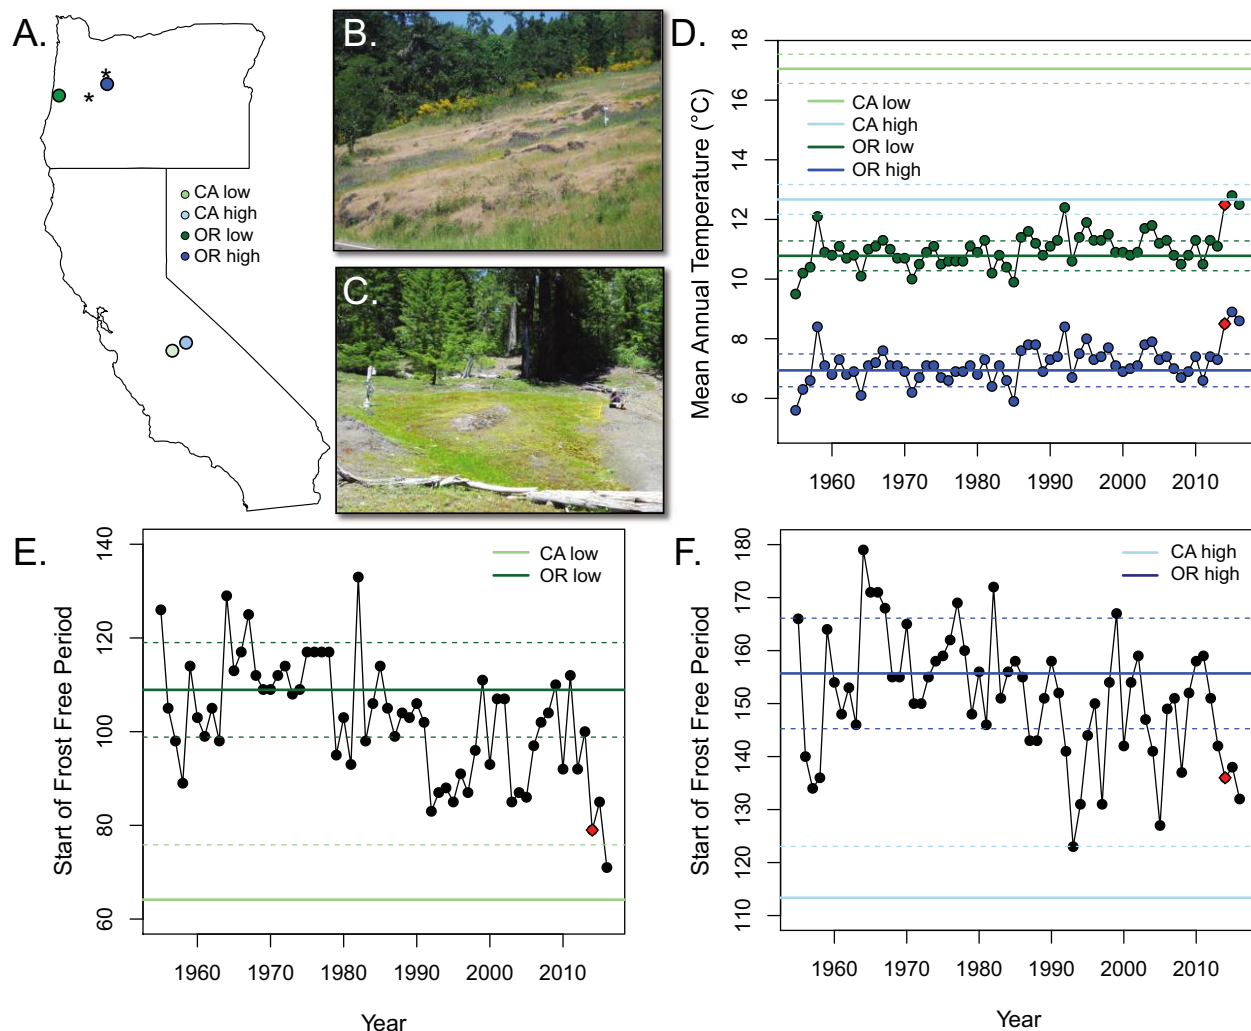 A.
*
*
CA low
CA high
OR low
OR high
B.
C.
D.
18
16
14
12
10
8
6
Mean Annual Temperature (°C)
CA low
CA high
OR low
OR high
1960 1970 1980 1990 2000 2010
E.
140
120
100
80
60
Start of Frost Free Period
CA low
OR low
1960 1970 1980 1990 2000 2010
Year
F.
180
170
160
150
140
130
120
110
Start of Frost Free Period
CA high
OR high
1960 1970 1980 1990 2000 2010
Year